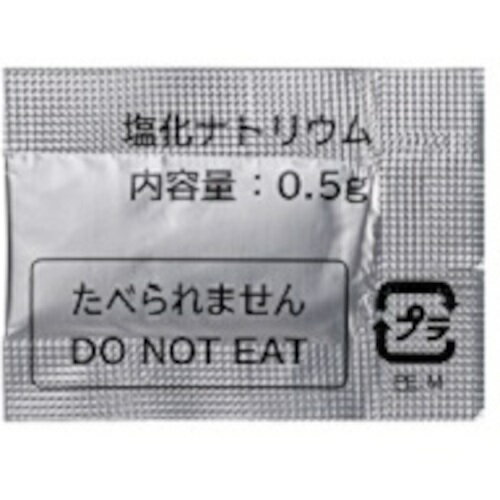 塩化ナトリウム
内容量：0.5g
たべられません
DO NOT EAT
プラ
PE, M